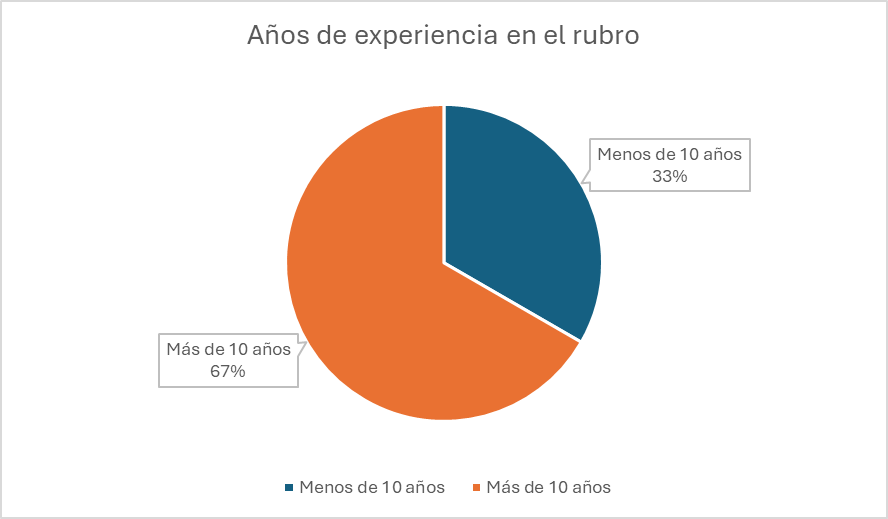 Años de experiencia en el rubro
Menos de 10 años
33%
Más de 10 años
67%
Menos de 10 años
Más de 10 años